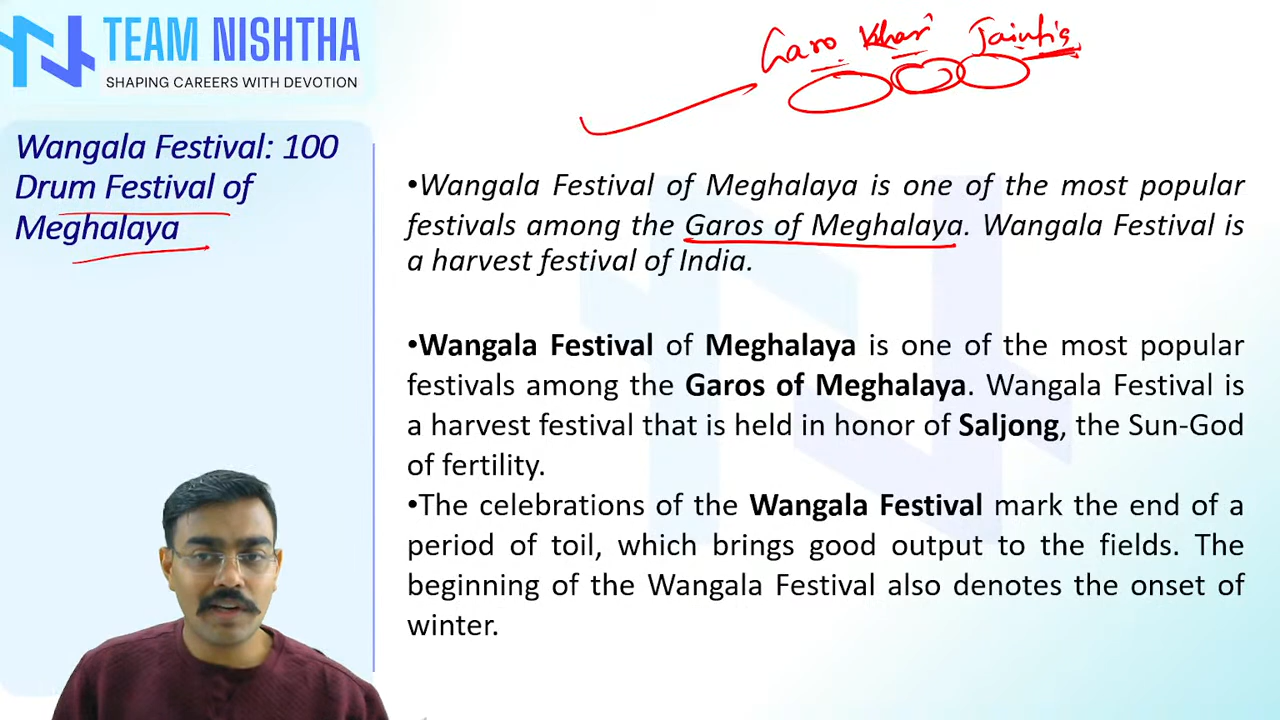 TEAM NISHTHA
SHAPING CAREERS WITH DEVOTION
Garo Khasi Jaintia
Wangala Festival: 100
Drum Festival of
Meghalaya
•Wangala Festival of Meghalaya is one of the most popular
festivals among the Garos of Meghalaya. Wangala Festival is
a harvest festival of India.
•Wangala Festival of Meghalaya is one of the most popular
festivals among the Garos of Meghalaya. Wangala Festival is
a harvest festival that is held in honor of Saljong, the Sun-God
of fertility.
•The celebrations of the Wangala Festival mark the end of a
period of toil, which brings good output to the fields. The
beginning of the Wangala Festival also denotes the onset of
winter.